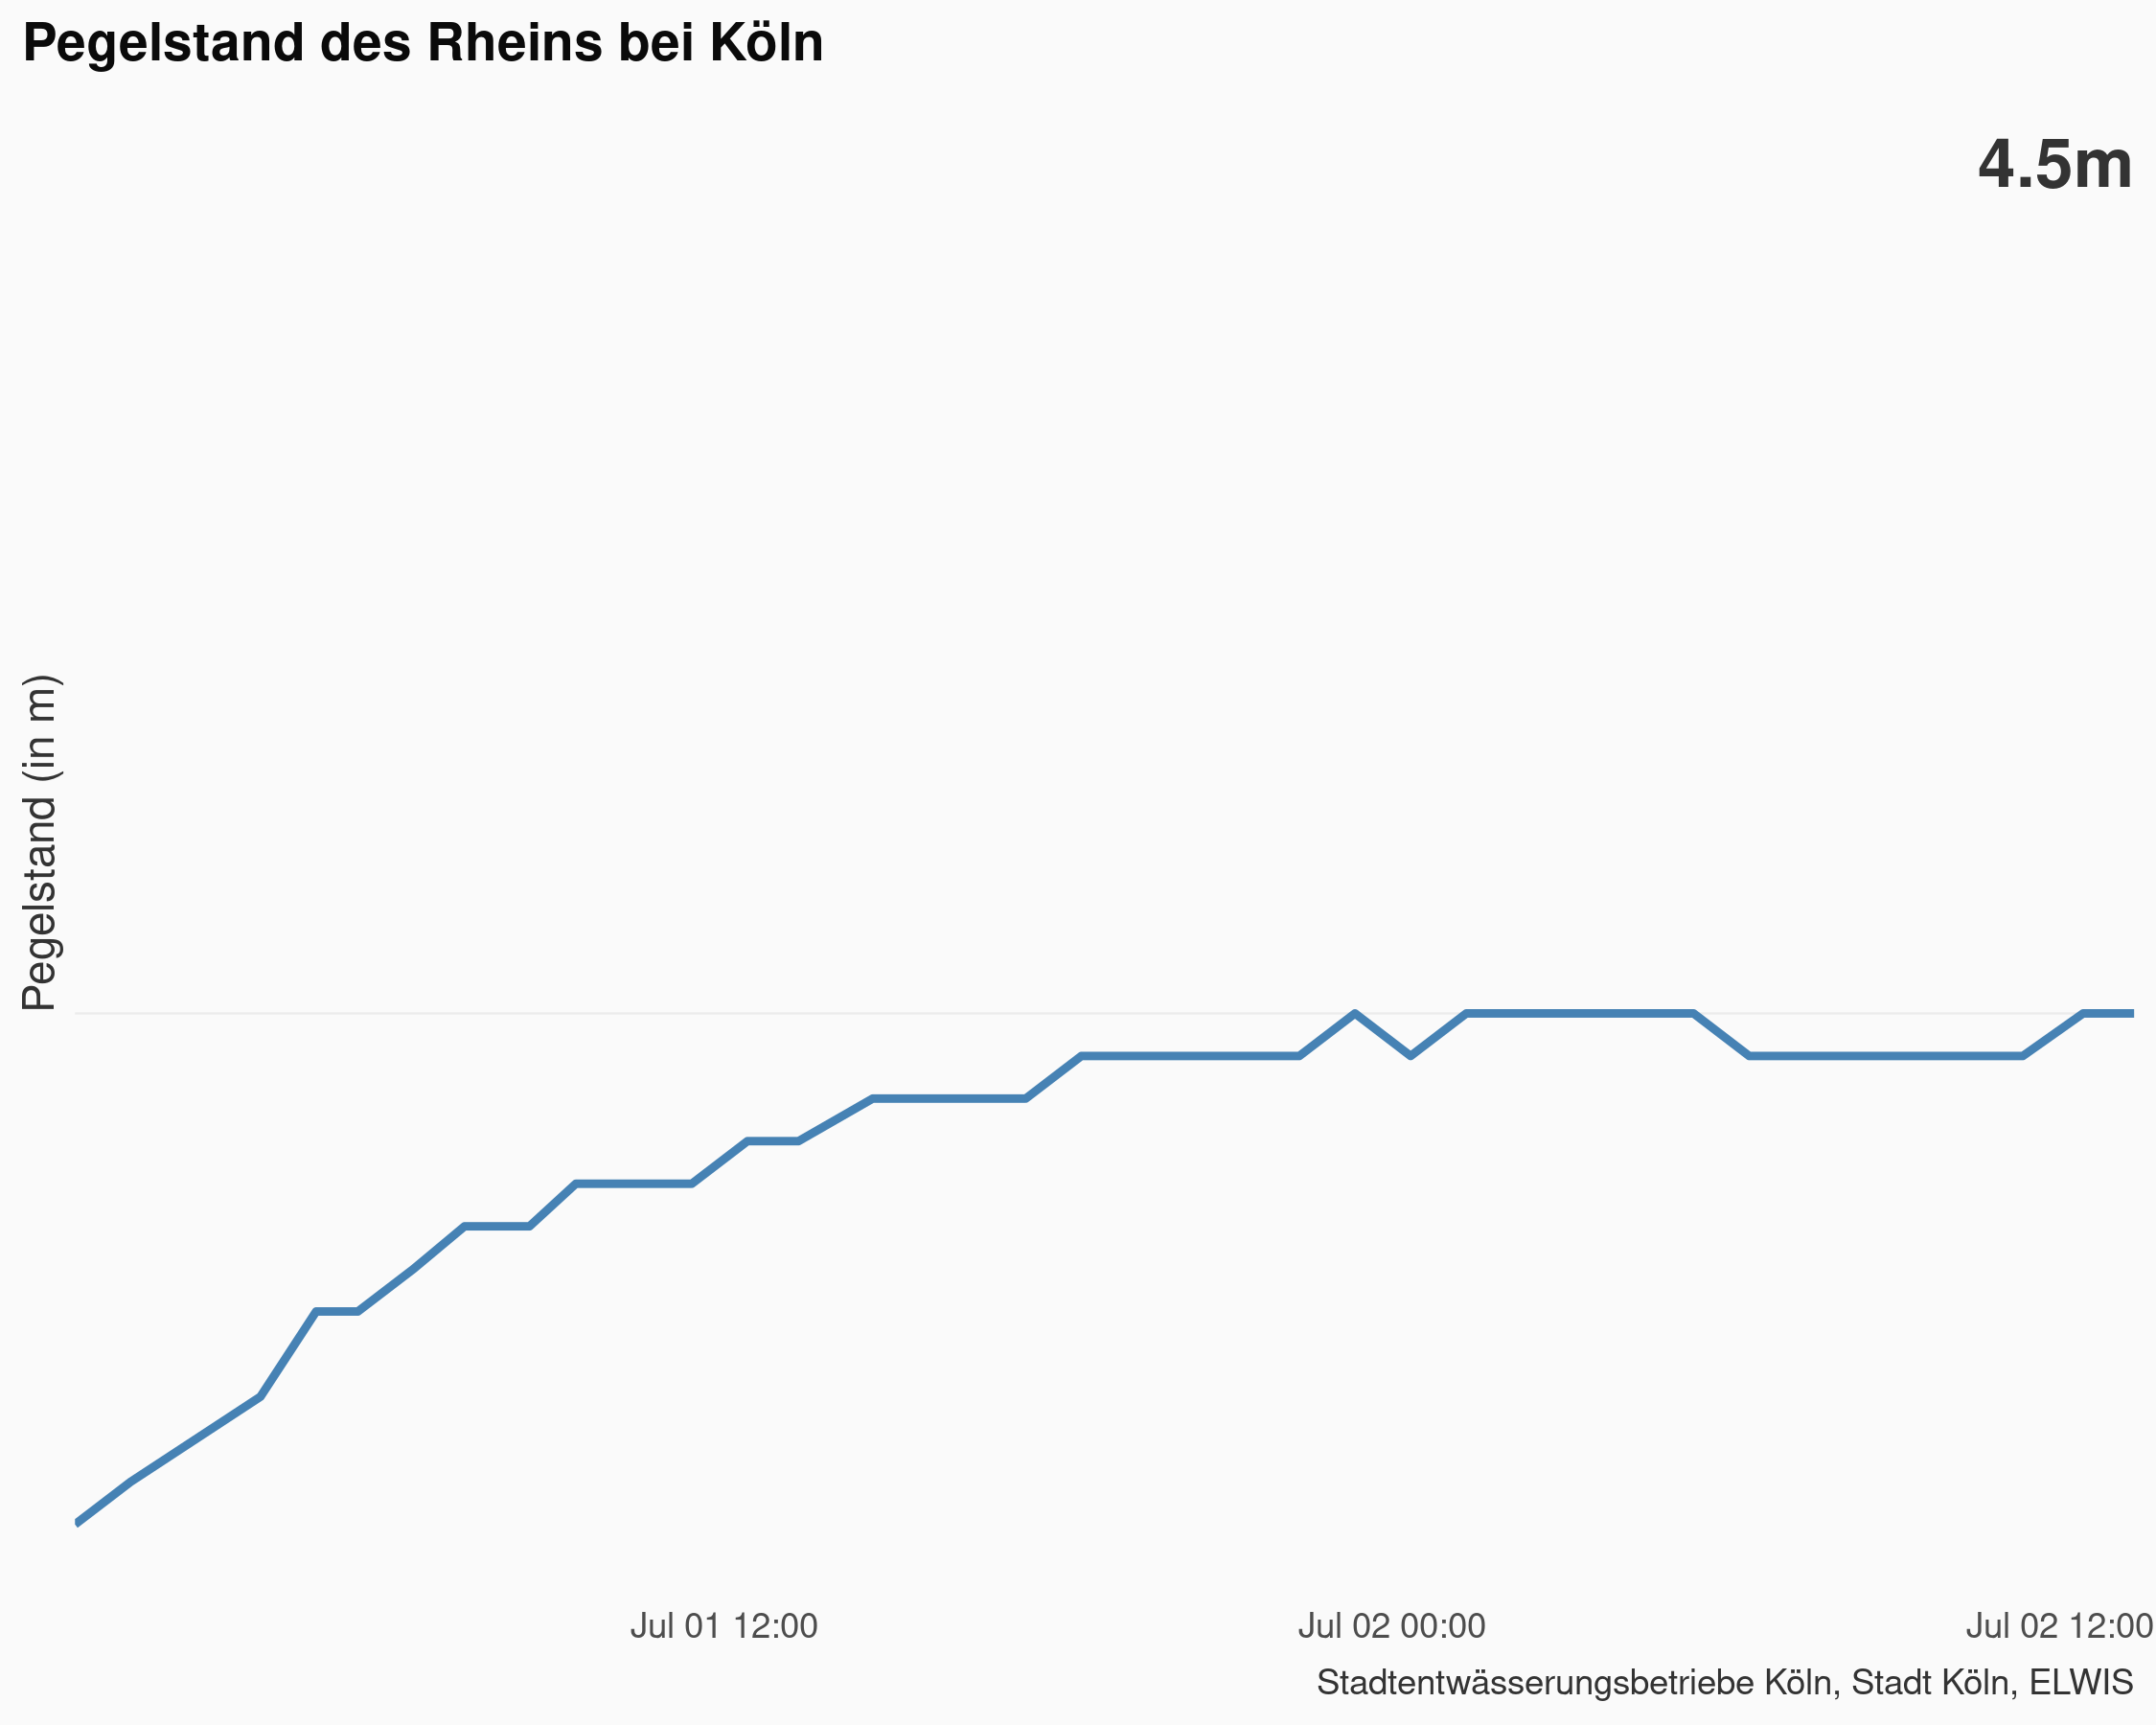 Pegelstand des Rheins bei Köln
4.5m
Pegelstand (in m)
Jul 01 12:00
Jul 02 00:00
Jul 02 12:00
Stadtentwässerungsbetriebe Köln, Stadt Köln, ELWIS